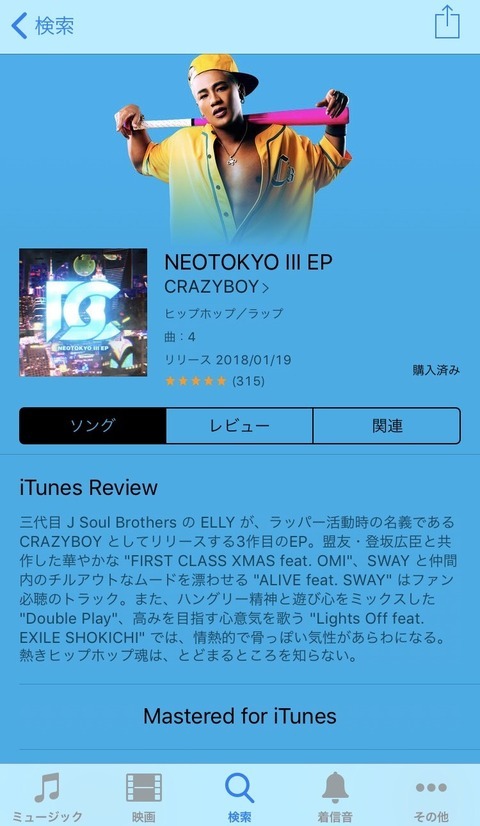 検索
NEOTOKYO III EP
CRAZYBOY
ヒップホップ／ラップ
曲：4
リリース 2018/01/19
★★★★★ (315)
購入済み
NEOTOKYO III EP
ソング
レビュー
関連
iTunes Review
三代目 J Soul Brothers の ELLY が、ラッパー活動時の名義である
CRAZYBOY としてリリースする3作目のEP。盟友・登坂広臣と共
作した華やかな "FIRST CLASS XMAS feat. OMI"、SWAY と仲間
内のチルアウトなムードを漂わせる "ALIVE feat. SWAY" はファン
必聴のトラック。また、ハングリー精神と遊び心をミックスした
"Double Play"、高みを目指す心意気を歌う "Lights Off feat.
EXILE SHOKICHI" では、情熱的で骨っぽい気性があらわになる。
熱きヒップホップ魂は、とどまるところを知らない。
Mastered for iTunes
ミュージック
映画
検索
着信音
その他